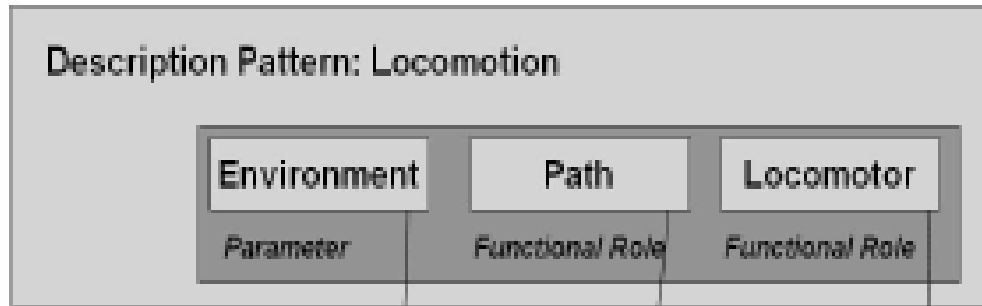 Description Pattern: Locomotion
Environment Path Locomotor
Parameter Functional Role Functional Role